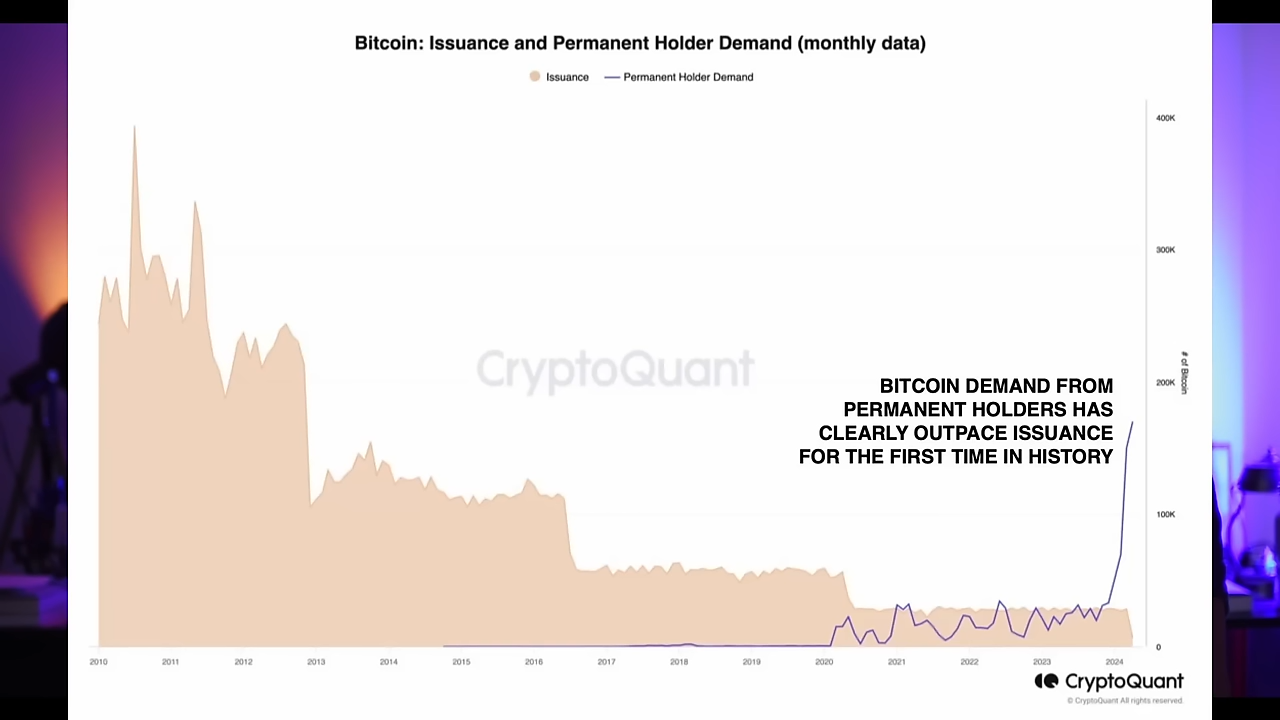 Bitcoin: Issuance and Permanent Holder Demand (monthly data)
Issuance Permanent Holder Demand
400K
300K
200K
100K
0
# of Bitcoin
CryptoQuant
BITCOIN DEMAND FROM
PERMANENT HOLDERS HAS
CLEARLY OUTPACE ISSUANCE
FOR THE FIRST TIME IN HISTORY
2010 2011 2012 2013 2014 2015 2016 2017 2018 2019 2020 2021 2022 2023 2024
CryptoQuant
© CryptoQuant All rights reserved.